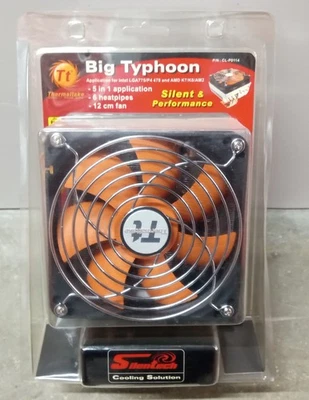 P/N : CL-P0114
Tt
Thermaltake
Big Typhoon
Application for Intel LGA775/P4 478 and AMD K7/K8/AM2
- 5 in 1 application
- 6 heatpipes
- 12 cm fan
Silent &
Performance
SilenTech
Cooling Solution